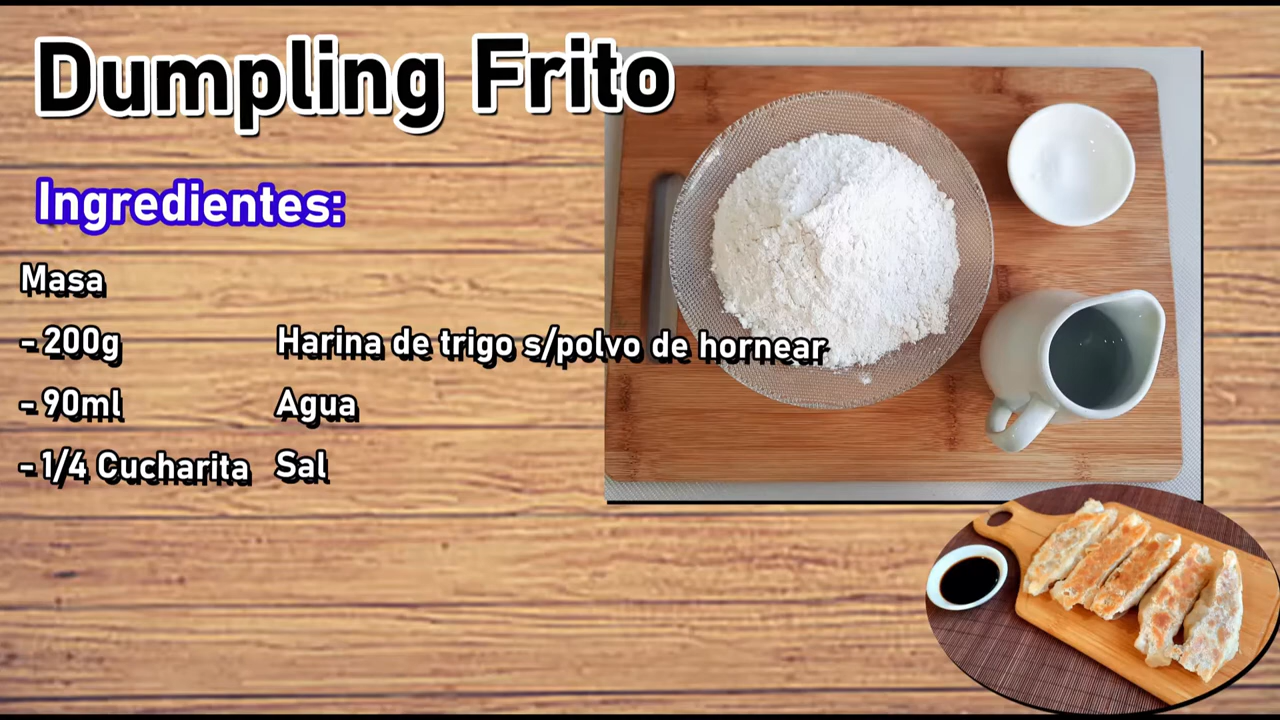 Dumpling Frito
Ingredientes:
Masa
- 200g Harina de trigo s/polvo de hornear
- 90ml Agua
- 1/4 Cucharita Sal